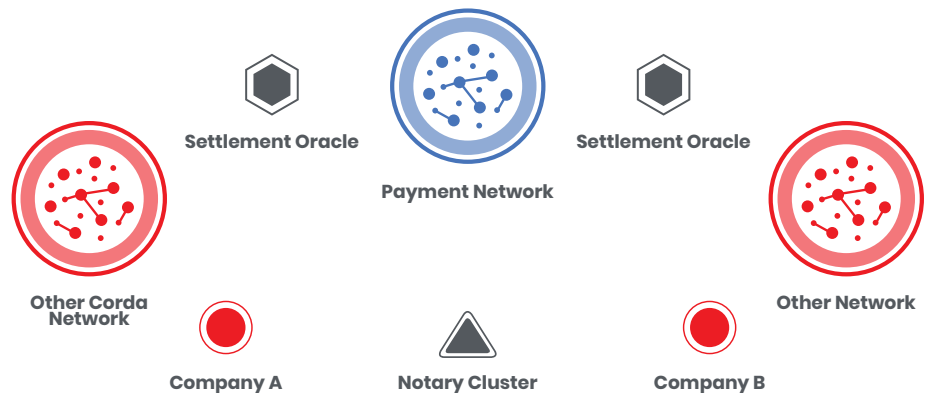 Settlement Oracle
Settlement Oracle
Payment Network
Other Corda
Network
Other Network
Company A
Notary Cluster
Company B